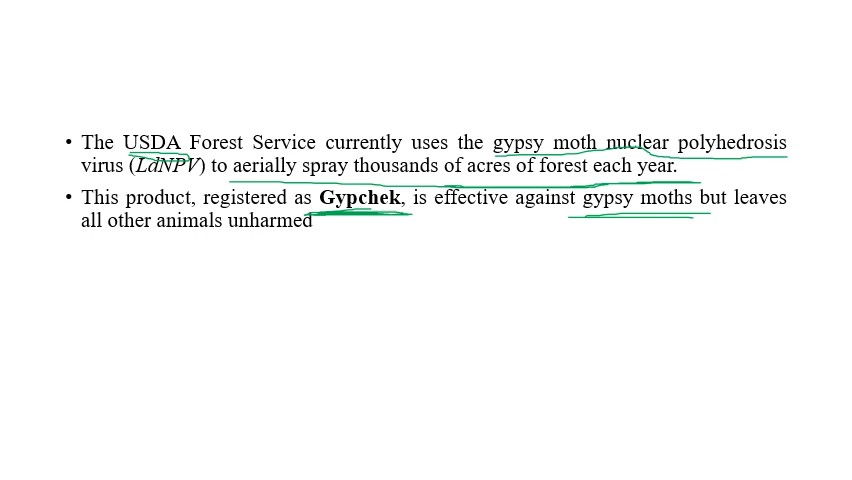 • The USDA Forest Service currently uses the gypsy moth nuclear polyhedrosis
virus (LdNPV) to aerially spray thousands of acres of forest each year.
• This product, registered as Gypchek, is effective against gypsy moths but leaves
all other animals unharmed